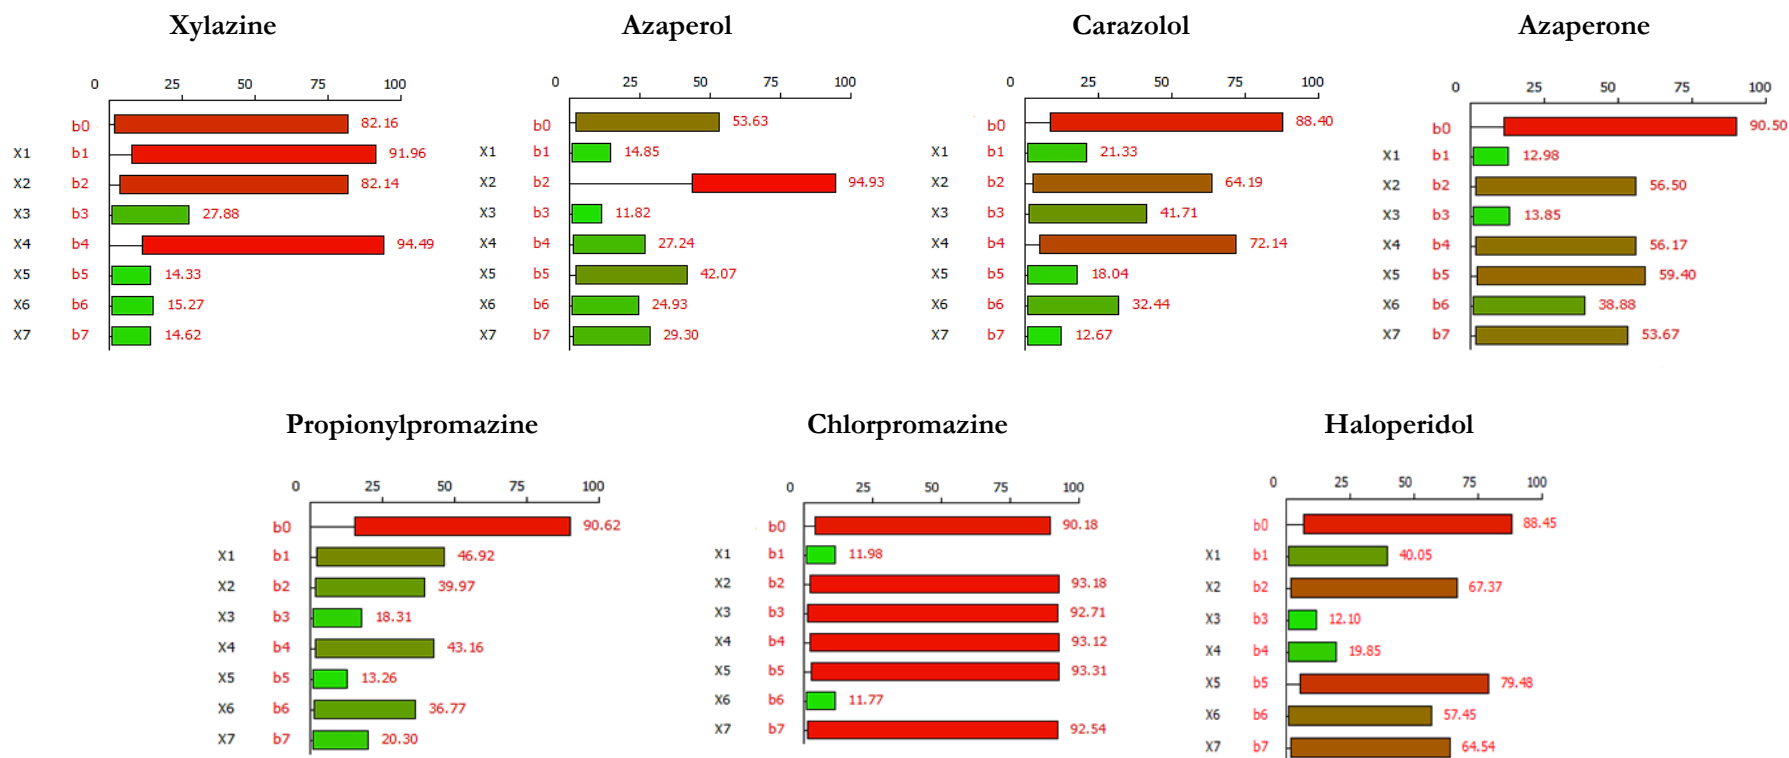 Xylazine
0 25 50 75 100
b0 82.16
X1 b1 91.96
X2 b2 82.14
X3 b3 27.88
X4 b4 94.49
X5 b5 14.33
X6 b6 15.27
X7 b7 14.62
Azaperol
0 25 50 75 100
b0 53.63
X1 b1 14.85
X2 b2 94.93
X3 b3 11.82
X4 b4 27.24
X5 b5 42.07
X6 b6 24.93
X7 b7 29.30
Carazolol
0 25 50 75 100
b0 88.40
X1 b1 21.33
X2 b2 64.19
X3 b3 41.71
X4 b4 72.14
X5 b5 18.04
X6 b6 32.44
X7 b7 12.67
Azaperone
0 25 50 75 100
b0 90.50
X1 b1 12.98
X2 b2 56.50
X3 b3 13.85
X4 b4 56.17
X5 b5 59.40
X6 b6 38.88
X7 b7 53.67
Propionylpromazine
0 25 50 75 100
b0 90.62
X1 b1 46.92
X2 b2 39.97
X3 b3 18.31
X4 b4 43.16
X5 b5 13.26
X6 b6 36.77
X7 b7 20.30
Chlorpromazine
0 25 50 75 100
b0 90.18
X1 b1 11.98
X2 b2 93.18
X3 b3 92.71
X4 b4 93.12
X5 b5 93.31
X6 b6 11.77
X7 b7 92.54
Haloperidol
0 25 50 75 100
b0 88.45
X1 b1 40.05
X2 b2 67.37
X3 b3 12.10
X4 b4 19.85
X5 b5 79.48
X6 b6 57.45
X7 b7 64.54